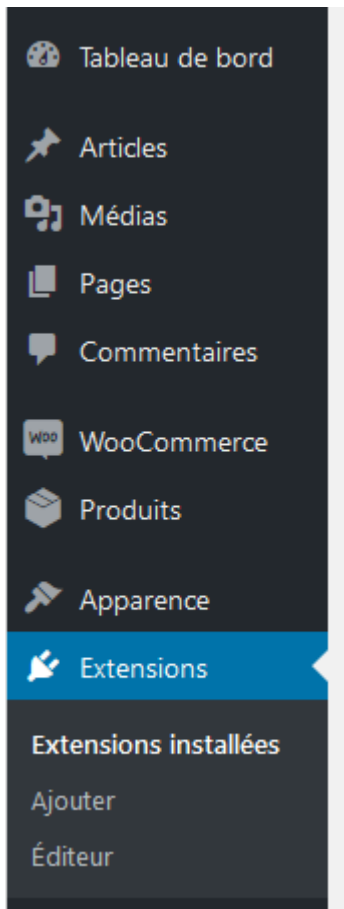 Tableau de bord
Articles
Médias
Pages
Commentaires
Woo WooCommerce
Produits
Apparence
Extensions
Extensions installées
Ajouter
Éditeur